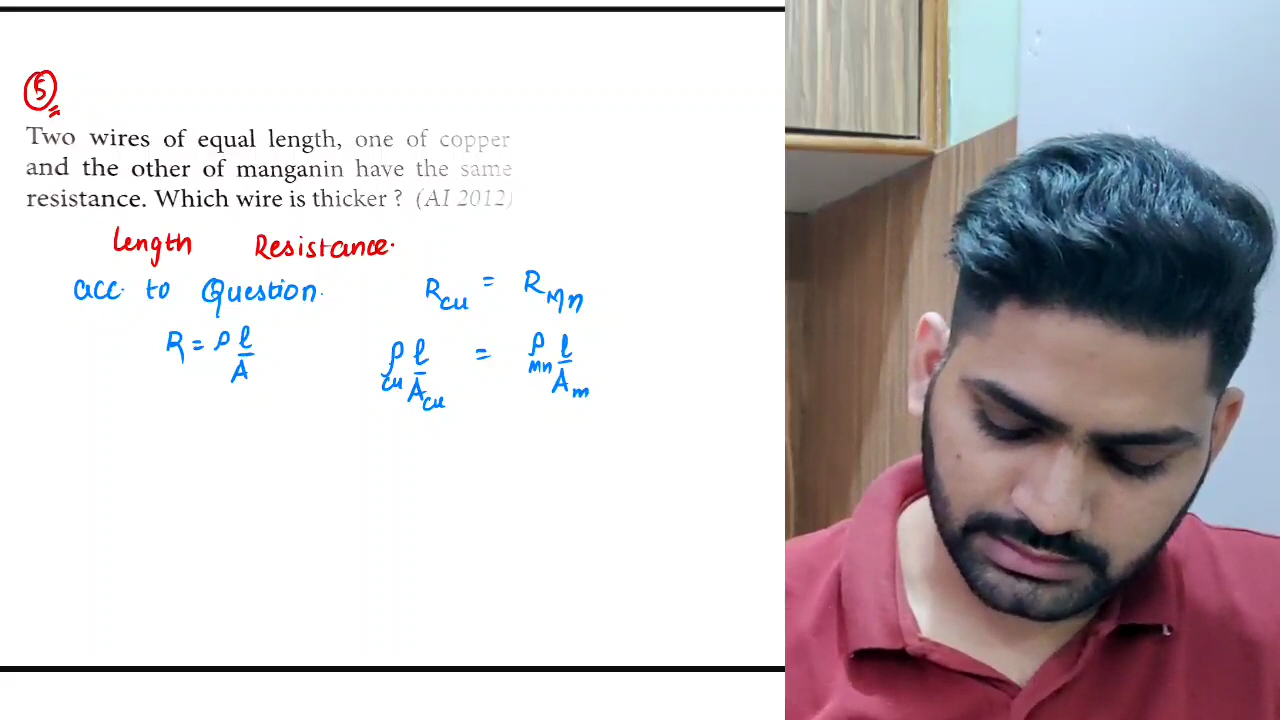 5
Two wires of equal length, one of copper
and the other of manganin have the same
resistance. Which wire is thicker ? (AI 2012)
length Resistance.
acc. to Question. R_Cu = R_Mn
R = ρ l/A ρ_Cu l/A_Cu = ρ_Mn l/A_m